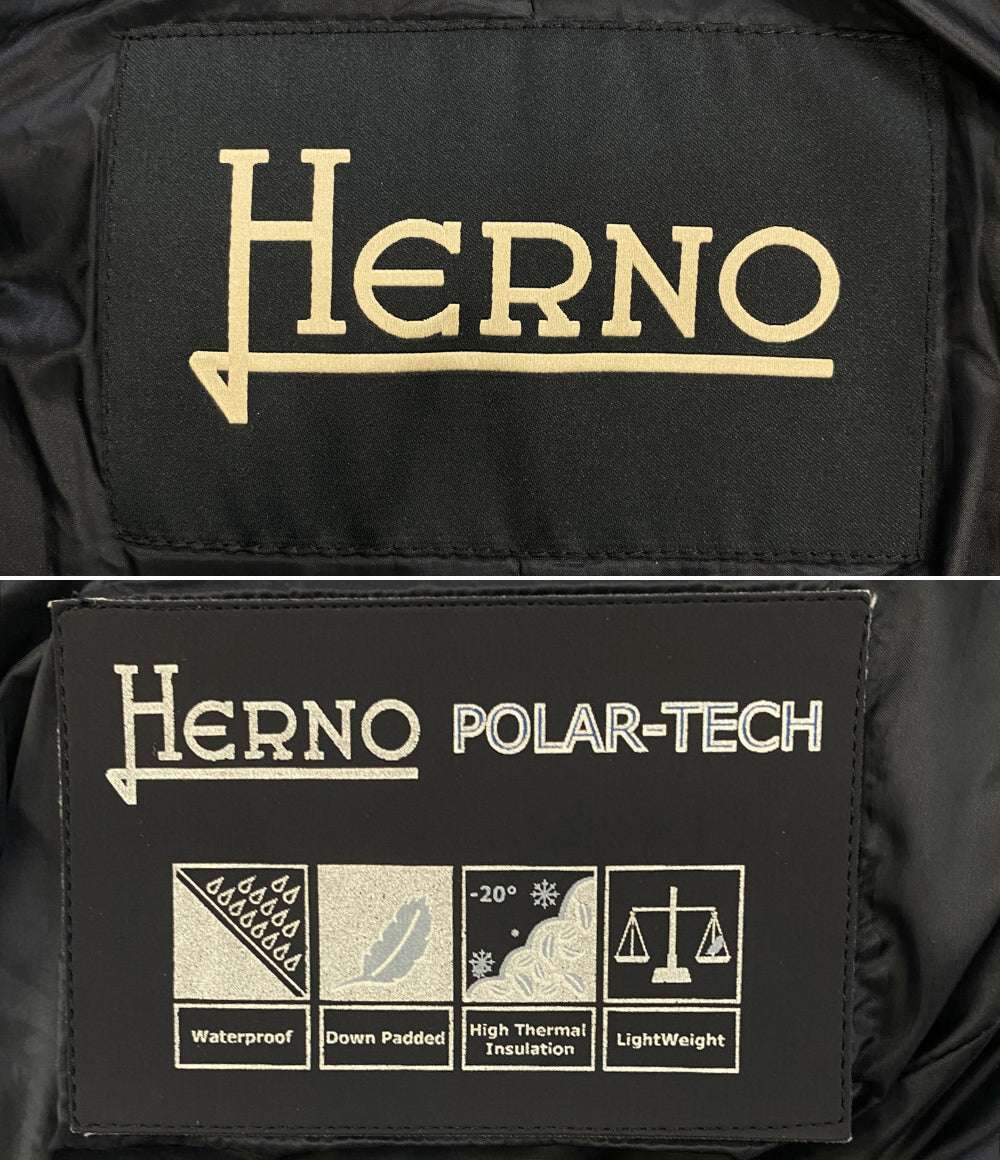 HERNO
HERNO POLAR-TECH
-20°
Waterproof
Down Padded
High Thermal
Insulation
LightWeight